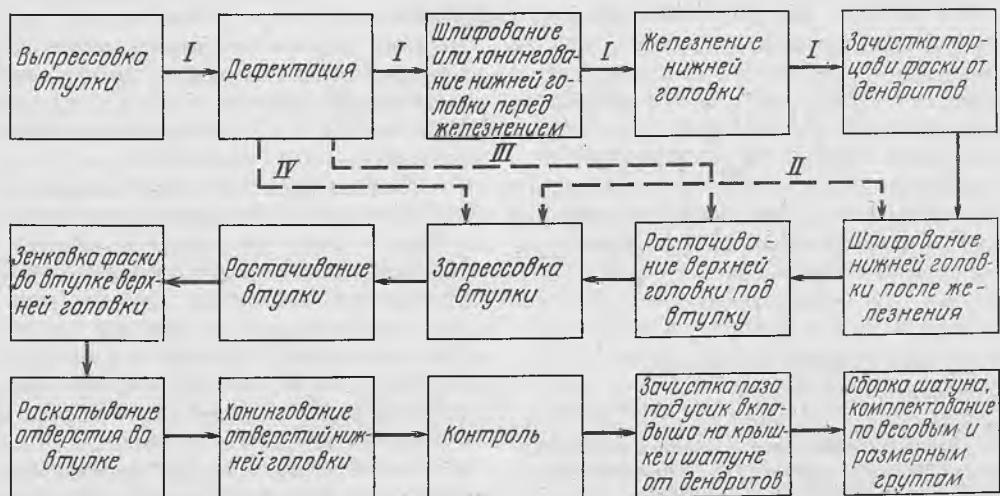 Выпрессовка
втулки
I
Дефектация
I
Шлифование
или хонингова-
ние нижней го-
ловки перед
железнением
I
Железнение
нижней
головки
I
Зачистка тор-
цов и фаски от
дендритов
IV
III
II
Зенковка фаски
во втулке верх-
ней головки
Растачивание
втулки
Запрессовка
втулки
Растачива-
ние верхней
головки под
втулку
Шлифование
нижней голов-
ки после же-
лезнения
Раскатывание
отверстия во
втулке
Хонингование
отверстий ниж-
ней головки
Контроль
Зачистка паза
под усик вкла-
дыша на крыш-
ке и шатуне
от дендритов
Сборка шатуна,
комплектование
по весовым и
размерным
группам